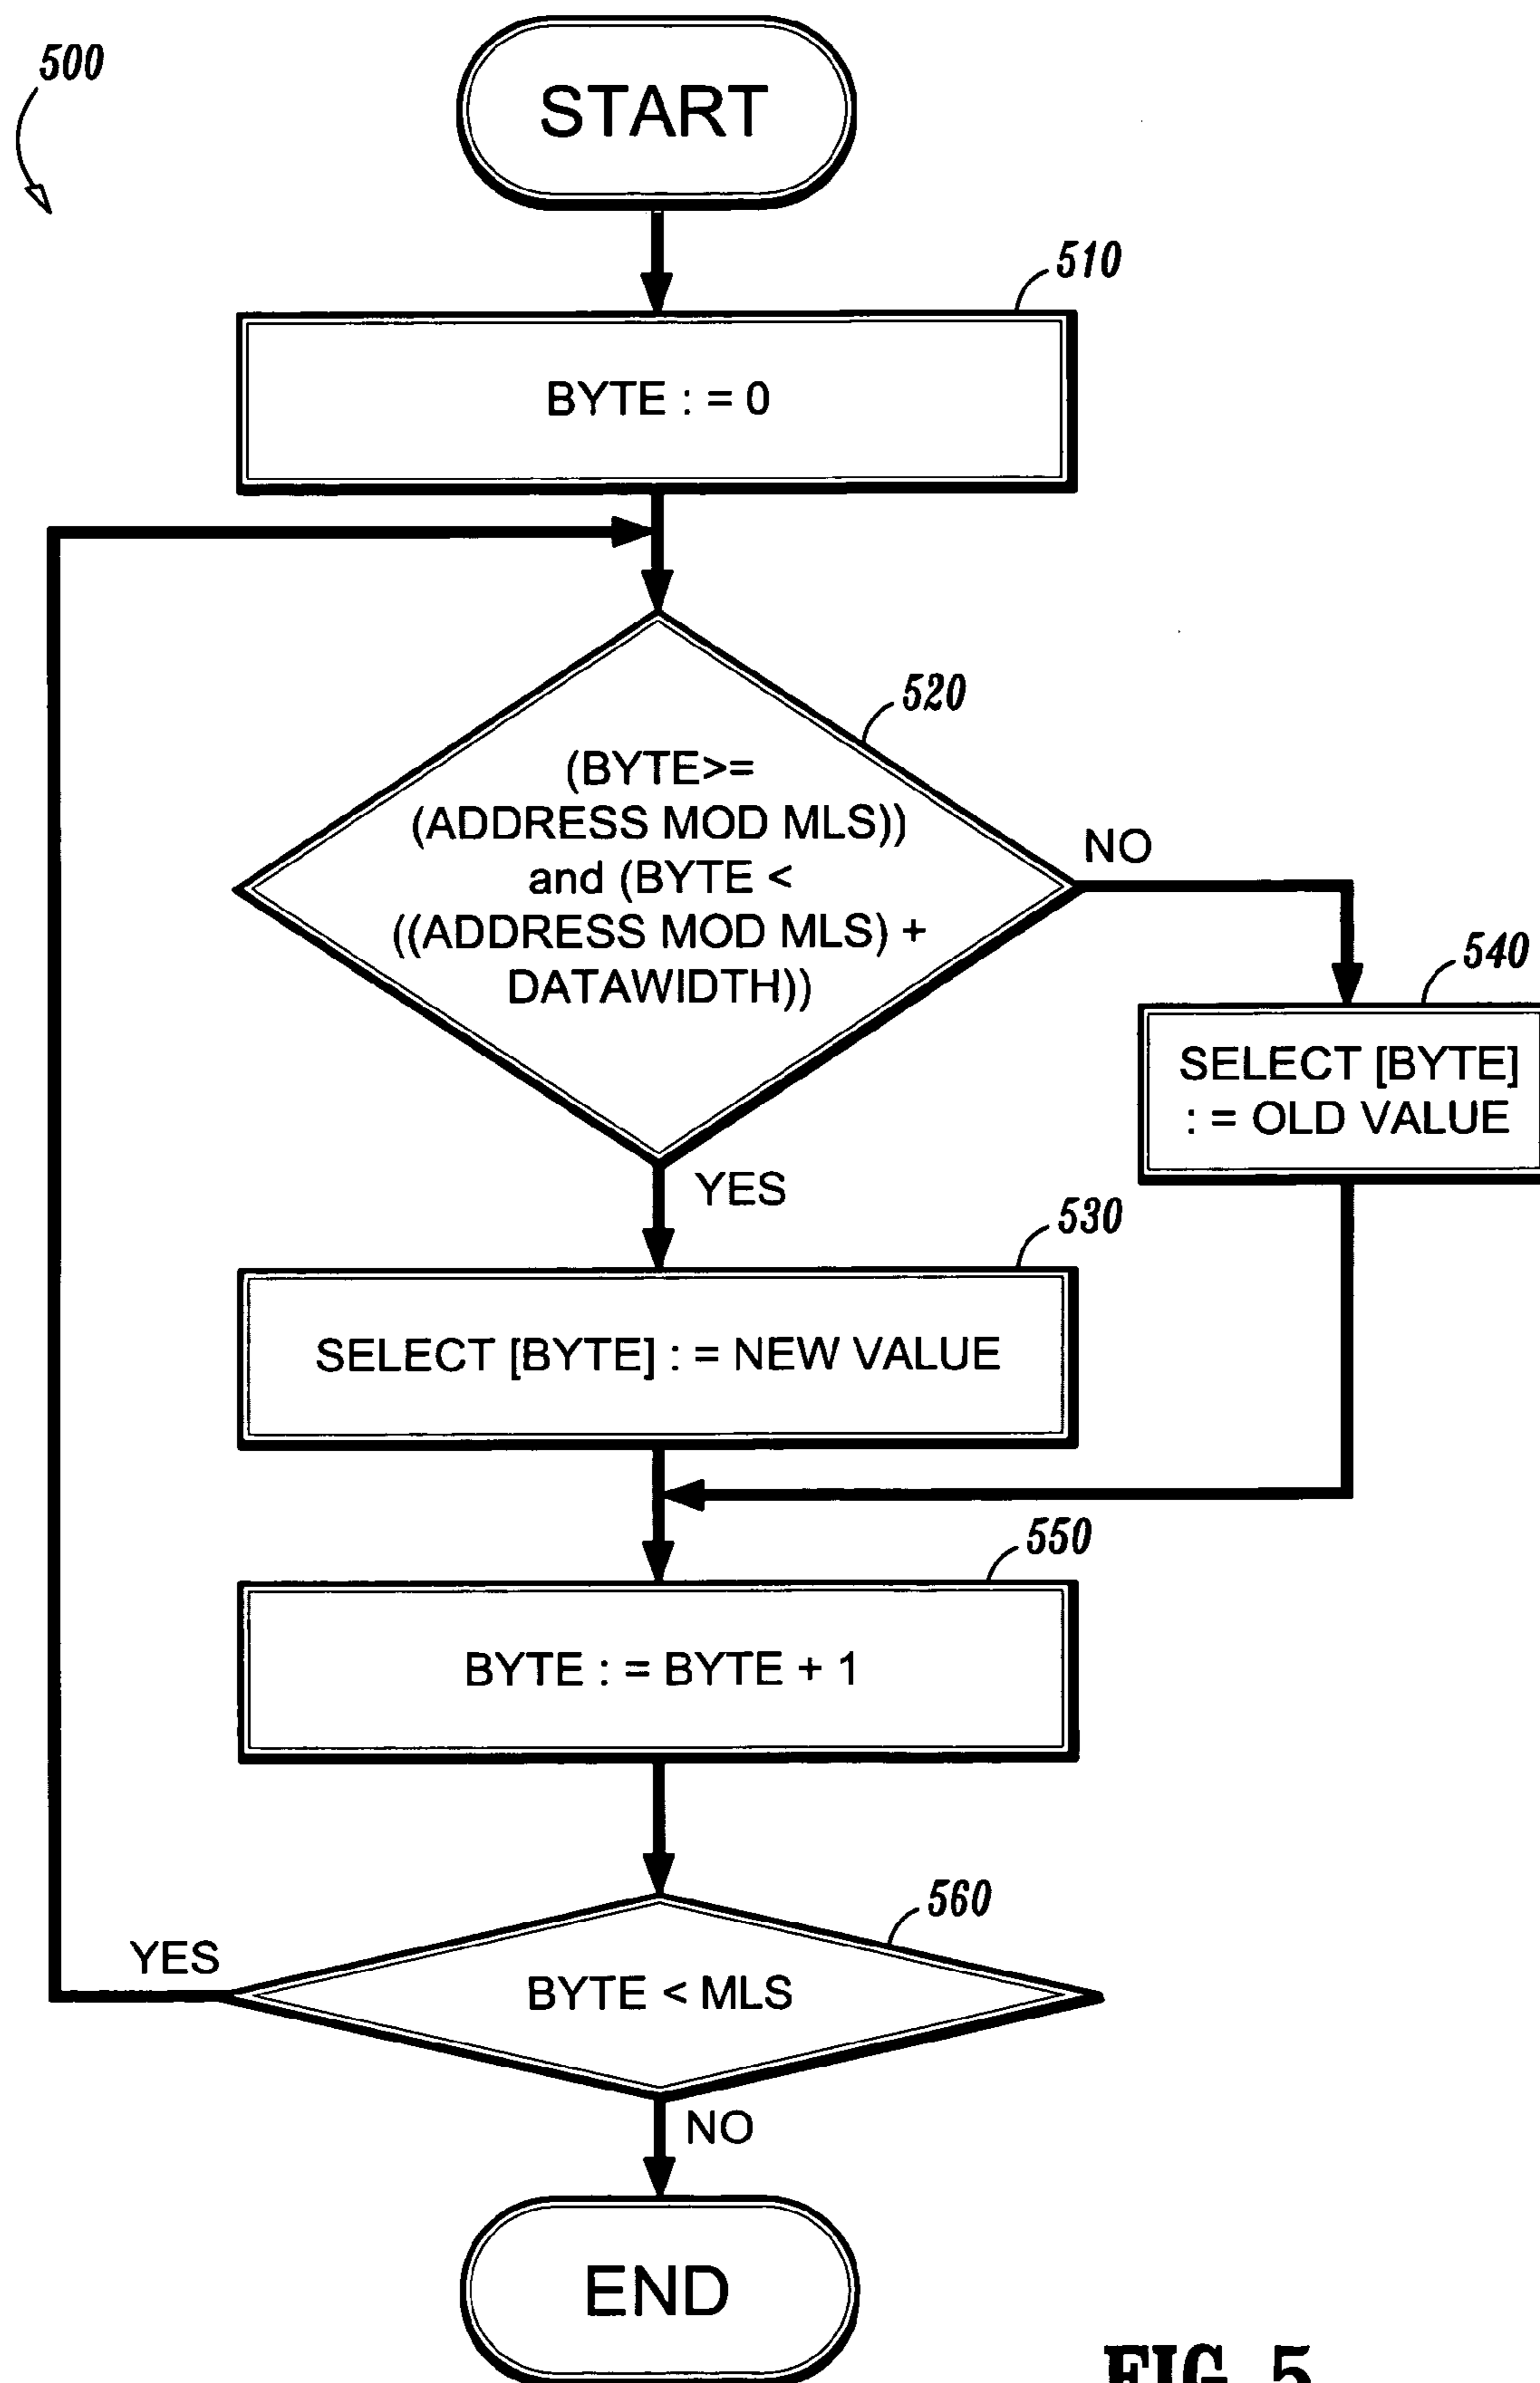 500
START
510
BYTE : = 0
520
(BYTE>=
(ADDRESS MOD MLS))
and (BYTE <
((ADDRESS MOD MLS) +
DATAWIDTH))
NO
540
SELECT [BYTE]
: = OLD VALUE
YES
530
SELECT [BYTE] : = NEW VALUE
550
BYTE : = BYTE + 1
560
YES
BYTE < MLS
NO
END
FIG. 5